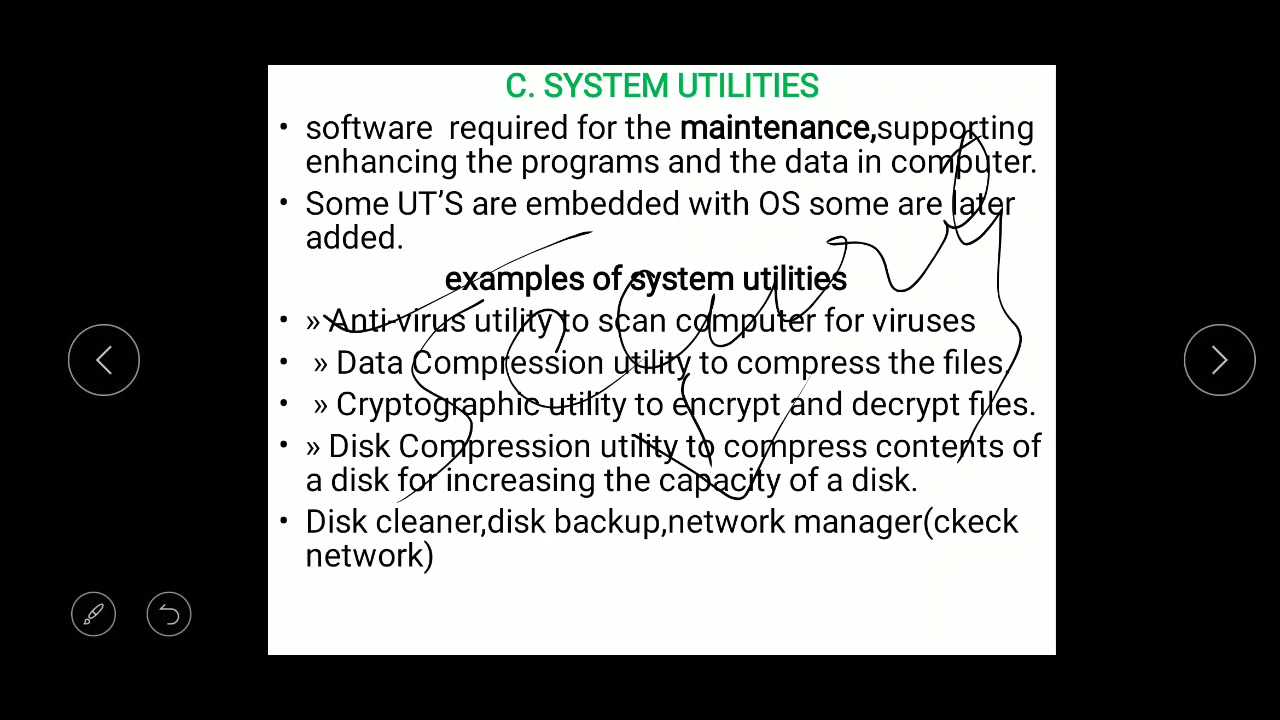 C. SYSTEM UTILITIES
• software required for the maintenance,supporting
enhancing the programs and the data in computer.
• Some UT’S are embedded with OS some are later
added.
examples of system utilities
• » Anti-virus utility to scan computer for viruses
• » Data Compression utility to compress the files.
• » Cryptographic utility to encrypt and decrypt files.
• » Disk Compression utility to compress contents of
a disk for increasing the capacity of a disk.
• Disk cleaner,disk backup,network manager(ckeck
network)